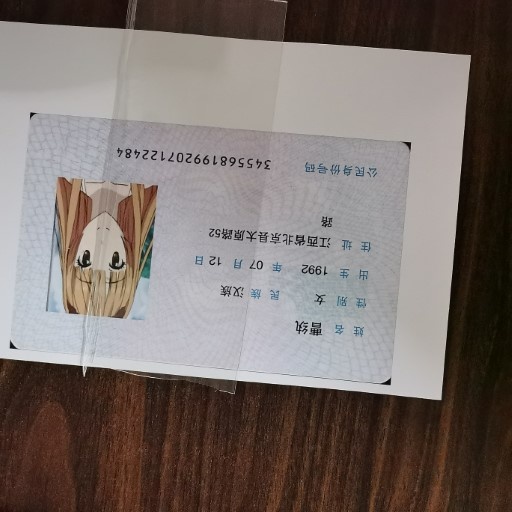 姓名 曹
性别 女 民族 汉族
出生 1992 年 07 月 12 日
住址 江西省北京县太原路52
路
公民身份号码 345568199207122484